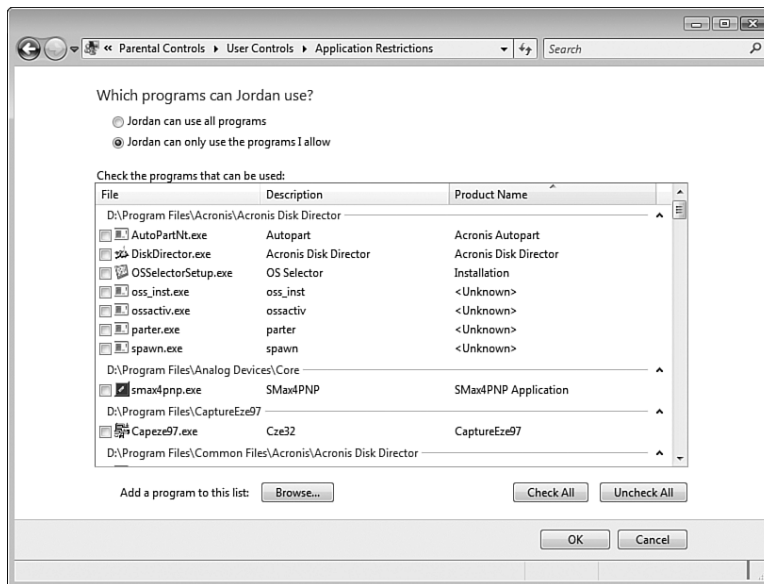 « Parental Controls ▸ User Controls ▸ Application Restrictions Search
Which programs can Jordan use?
Jordan can use all programs
Jordan can only use the programs I allow
Check the programs that can be used:
File Description Product Name
D:\Program Files\Acronis\Acronis Disk Director
AutoPartNt.exe Autopart Acronis Autopart
DiskDirector.exe Acronis Disk Director Acronis Disk Director
OSSelectorSetup.exe OS Selector Installation
oss_inst.exe oss_inst <Unknown>
ossactiv.exe ossactiv <Unknown>
parter.exe parter <Unknown>
spawn.exe spawn <Unknown>
D:\Program Files\Analog Devices\Core
smax4pnp.exe SMax4PNP SMax4PNP Application
D:\Program Files\CaptureEze97
Capeze97.exe Cze32 CaptureEze97
D:\Program Files\Common Files\Acronis\Acronis Disk Director
Add a program to this list: Browse... Check All Uncheck All
OK Cancel